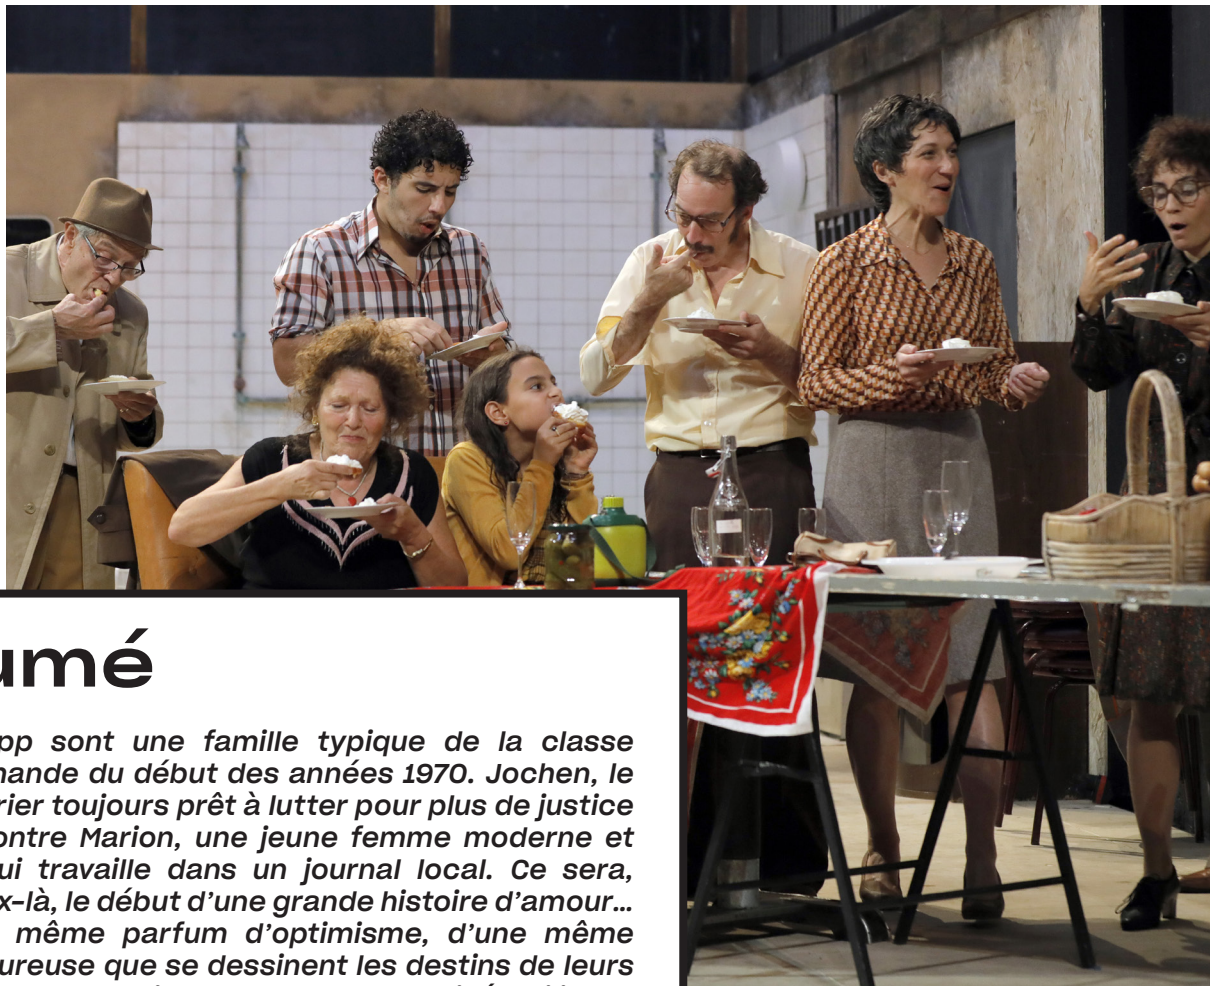 umé
pp sont une famille typique de la classe
mande du début des années 1970. Jochen, le
rier toujours prêt à lutter pour plus de justice
ontre Marion, une jeune femme moderne et
ui travaille dans un journal local. Ce sera,
x-là, le début d'une grande histoire d'amour…
même parfum d'optimisme, d'une même
ureuse que se dessinent les destins de leurs